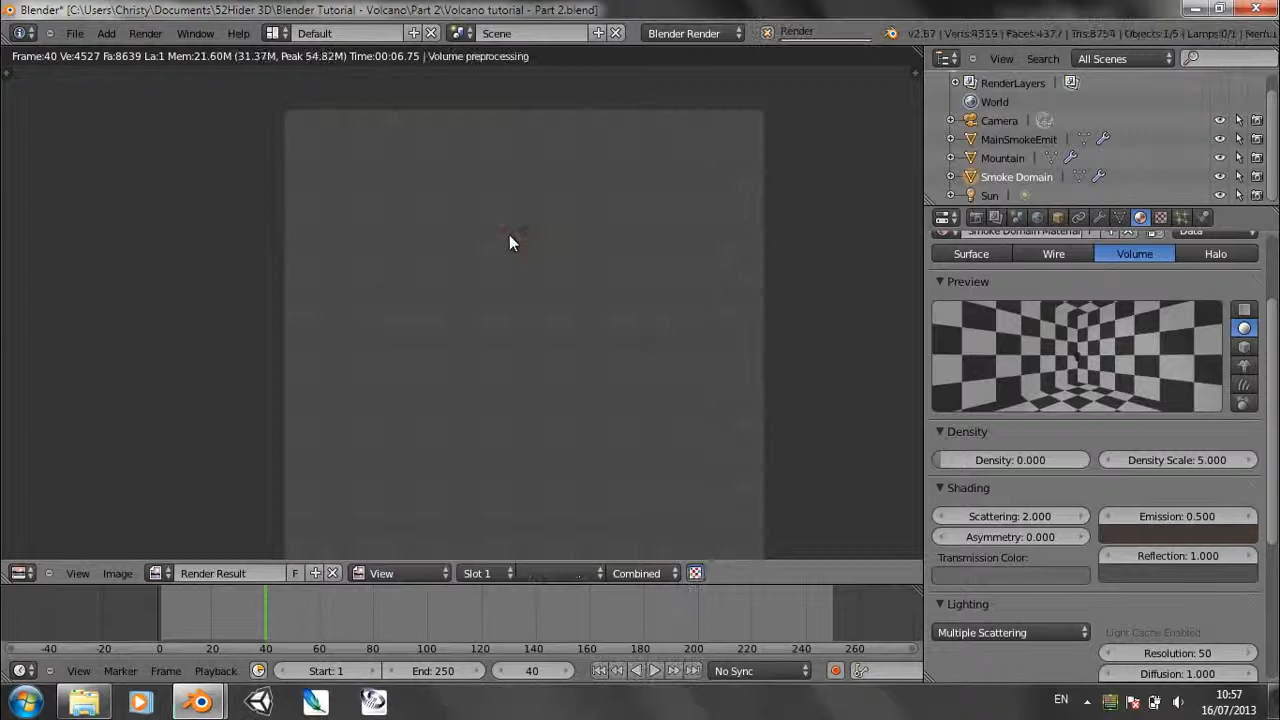 Blender* [C:\Users\Christy\Documents\52Hider 3D\Blender Tutorial - Volcano\Part 2\Volcano tutorial - Part 2.blend]
File Add Render Window Help Default Scene Blender Render Render v2.67 | Verts:4319 | Faces:4377 | Tris:8754 | Objects:1/5 | Lamps:0/1 |
Frame:40 Ve:4527 Fa:8639 La:1 Mem:21.60M (31.37M, Peak 54.82M) Time:00:06.75 | Volume preprocessing
View Search All Scenes
RenderLayers
World
Camera
MainSmokeEmit
Mountain
Smoke Domain
Sun
Smoke Domain Material Data
Surface Wire Volume Halo
Preview
Density
Density: 0.000 Density Scale: 5.000
Shading
Scattering: 2.000 Emission: 0.500
Asymmetry: 0.000
Transmission Color: Reflection: 1.000
Lighting
Multiple Scattering Light Cache Enabled
Resolution: 50
Diffusion: 1.000
View Image Render Result F View Slot 1 Combined
-40 -20 0 20 40 60 80 100 120 140 160 180 200 220 240 260
View Marker Frame Playback Start: 1 End: 250 40 No Sync
EN 10:57
16/07/2013